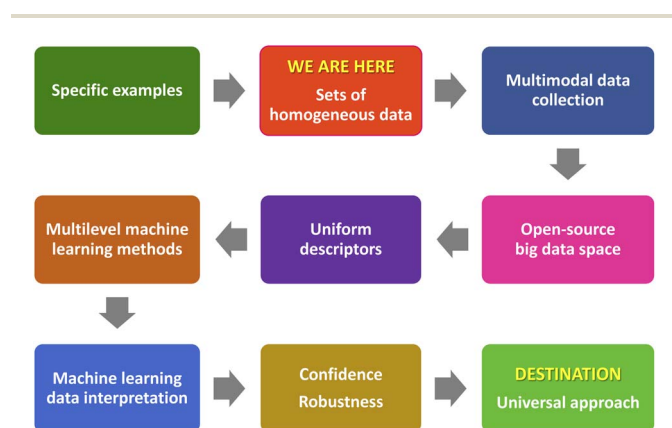 Specific examples
WE ARE HERE
Sets of
homogeneous data
Multimodal data
collection
Open-source
big data space
Uniform
descriptors
Multilevel machine
learning methods
Machine learning
data interpretation
Confidence
Robustness
DESTINATION
Universal approach